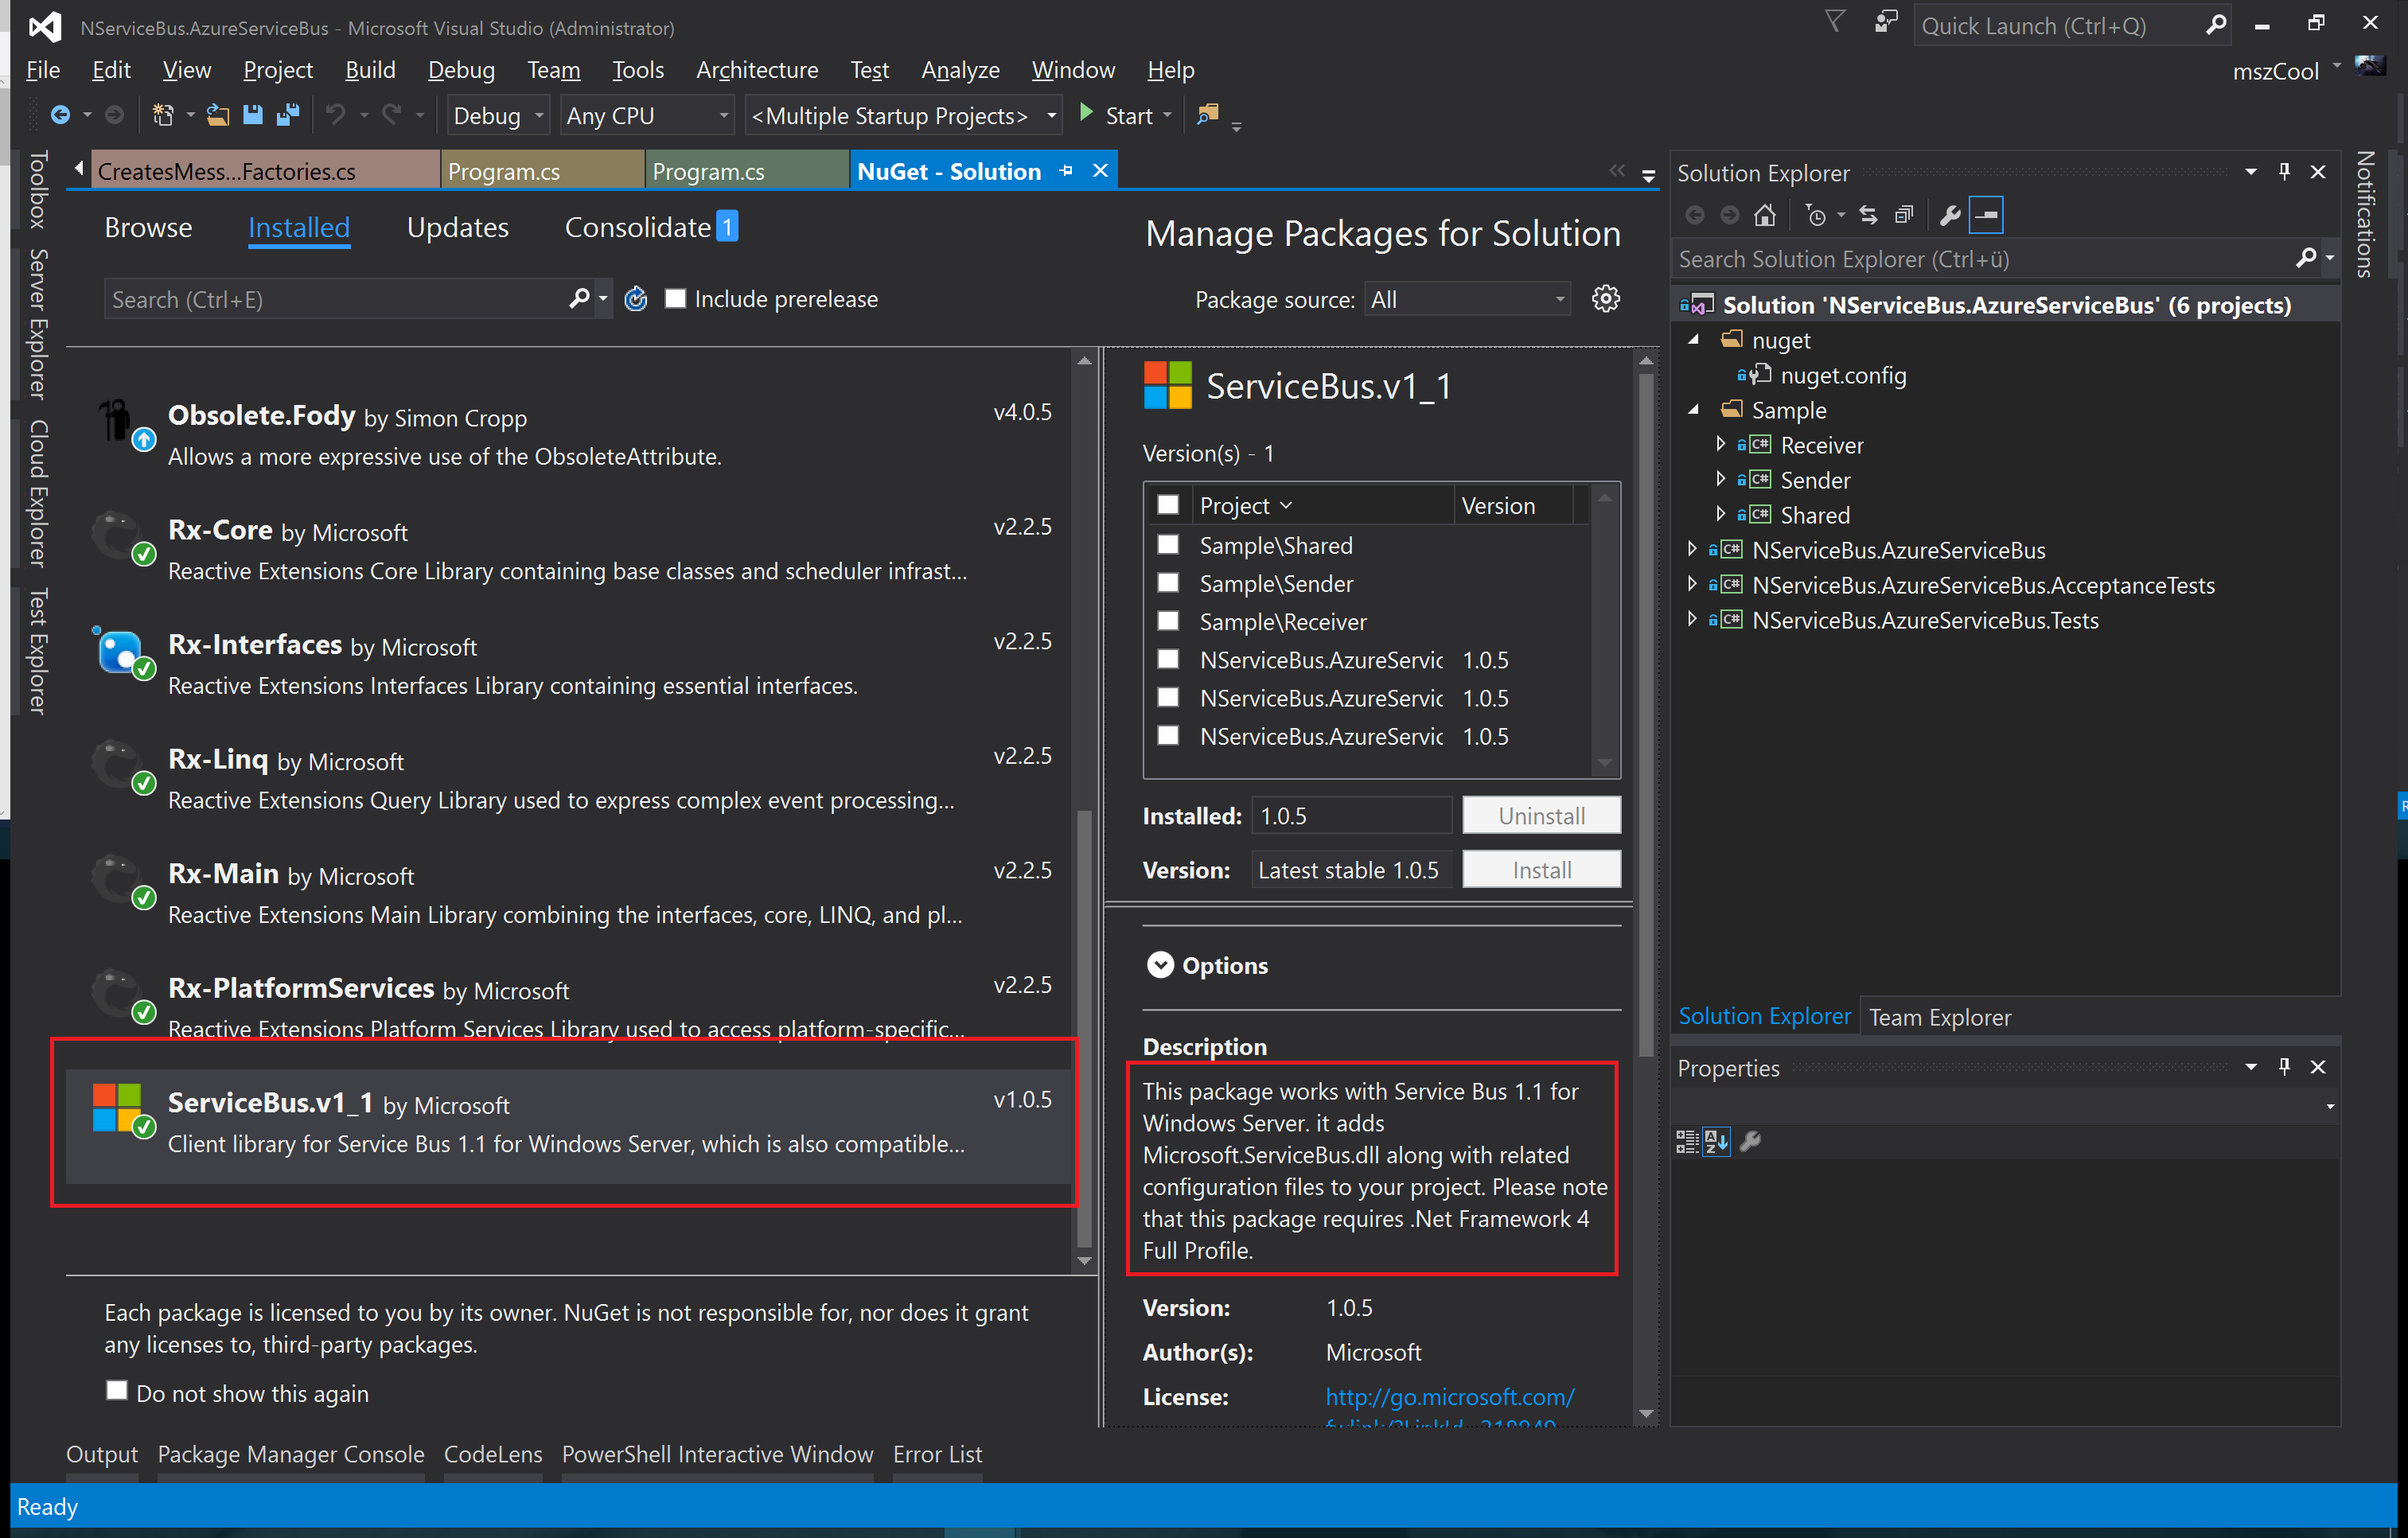 NServiceBus.AzureServiceBus - Microsoft Visual Studio (Administrator)
Quick Launch (Ctrl+Q)
File Edit View Project Build Debug Team Tools Architecture Test Analyze Window Help
mszCool
Debug Any CPU <Multiple Startup Projects> Start
Toolbox
Server Explorer
Cloud Explorer
Test Explorer
CreatesMess...Factories.cs Program.cs Program.cs NuGet - Solution
Browse Installed Updates Consolidate 1
Manage Packages for Solution
Search (Ctrl+E)
Include prerelease
Package source: All
Obsolete.Fody by Simon Cropp v4.0.5
Allows a more expressive use of the ObsoleteAttribute.
Rx-Core by Microsoft v2.2.5
Reactive Extensions Core Library containing base classes and scheduler infrast...
Rx-Interfaces by Microsoft v2.2.5
Reactive Extensions Interfaces Library containing essential interfaces.
Rx-Linq by Microsoft v2.2.5
Reactive Extensions Query Library used to express complex event processing...
Rx-Main by Microsoft v2.2.5
Reactive Extensions Main Library combining the interfaces, core, LINQ, and pl...
Rx-PlatformServices by Microsoft v2.2.5
Reactive Extensions Platform Services Library used to access platform-specific...
ServiceBus.v1_1 by Microsoft v1.0.5
Client library for Service Bus 1.1 for Windows Server, which is also compatible...
Each package is licensed to you by its owner. NuGet is not responsible for, nor does it grant
any licenses to, third-party packages.
Do not show this again
ServiceBus.v1_1
Version(s) - 1
Project Version
Sample\Shared
Sample\Sender
Sample\Receiver
NServiceBus.AzureServic 1.0.5
NServiceBus.AzureServic 1.0.5
NServiceBus.AzureServic 1.0.5
Installed: 1.0.5 Uninstall
Version: Latest stable 1.0.5 Install
Options
Description
This package works with Service Bus 1.1 for
Windows Server. it adds
Microsoft.ServiceBus.dll along with related
configuration files to your project. Please note
that this package requires .Net Framework 4
Full Profile.
Version: 1.0.5
Author(s): Microsoft
License: http://go.microsoft.com/
Solution Explorer
Search Solution Explorer (Ctrl+ü)
Solution 'NServiceBus.AzureServiceBus' (6 projects)
nuget
nuget.config
Sample
C# Receiver
C# Sender
C# Shared
C# NServiceBus.AzureServiceBus
C# NServiceBus.AzureServiceBus.AcceptanceTests
C# NServiceBus.AzureServiceBus.Tests
Solution Explorer Team Explorer
Properties
Notifications
Output Package Manager Console CodeLens PowerShell Interactive Window Error List
Ready